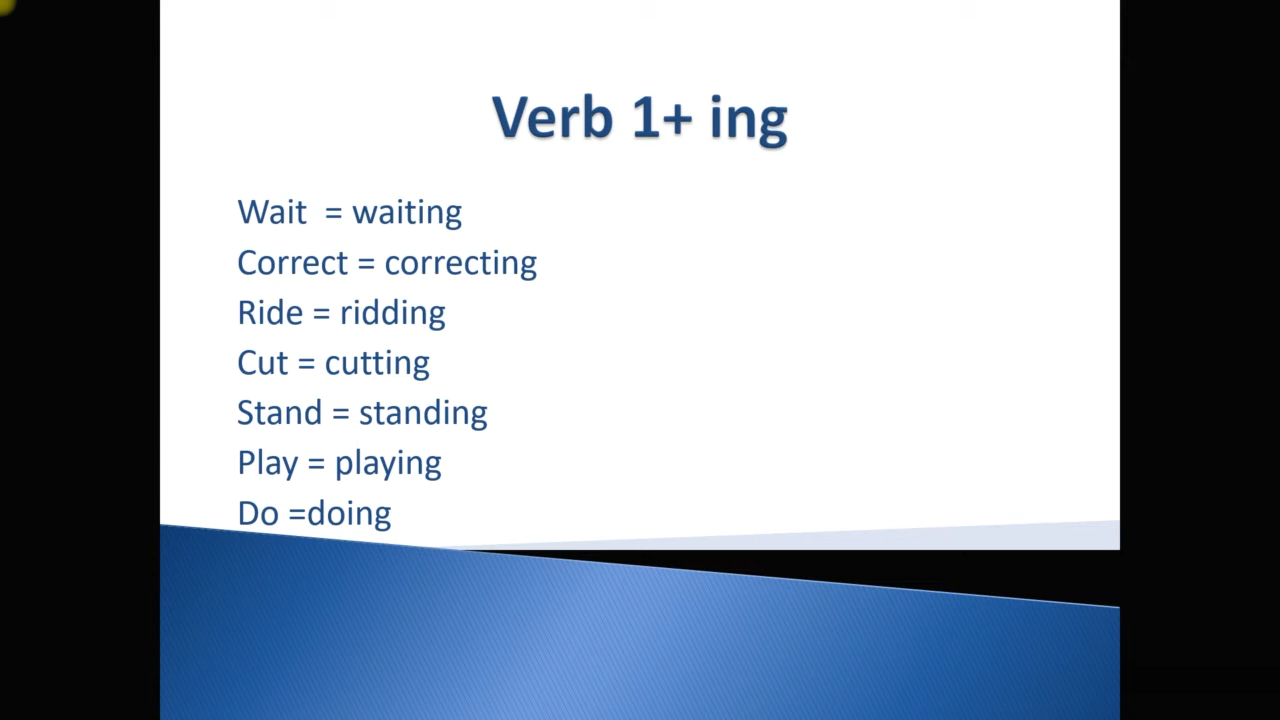 Verb 1+ ing
Wait = waiting
Correct = correcting
Ride = ridding
Cut = cutting
Stand = standing
Play = playing
Do =doing